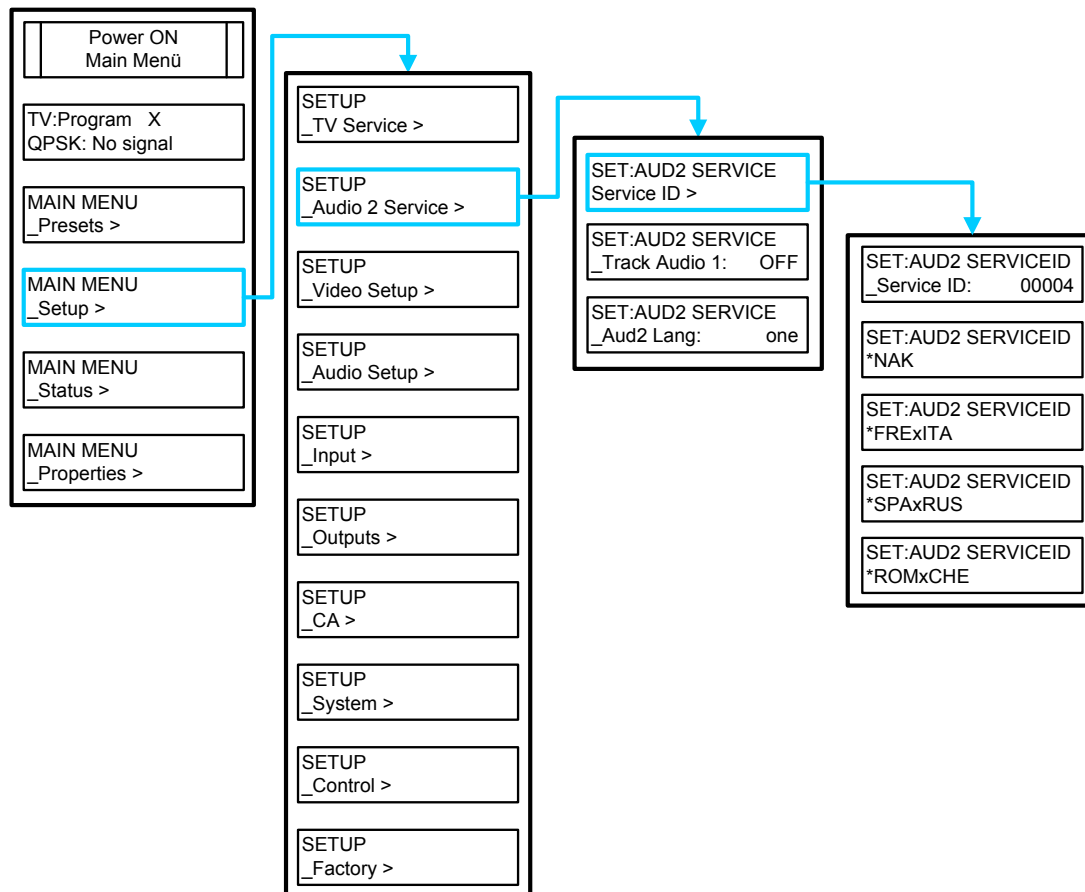 Power ON
Main Menü
TV:Program X
QPSK: No signal
MAIN MENU
_Presets >
MAIN MENU
_Setup >
MAIN MENU
_Status >
MAIN MENU
_Properties >
SETUP
_TV Service >
SETUP
_Audio 2 Service >
SETUP
_Video Setup >
SETUP
_Audio Setup >
SETUP
_Input >
SETUP
_Outputs >
SETUP
_CA >
SETUP
_System >
SETUP
_Control >
SETUP
_Factory >
SET:AUD2 SERVICE
Service ID >
SET:AUD2 SERVICE
_Track Audio 1: OFF
SET:AUD2 SERVICE
_Aud2 Lang: one
SET:AUD2 SERVICEID
_Service ID: 00004
SET:AUD2 SERVICEID
*NAK
SET:AUD2 SERVICEID
*FRExITA
SET:AUD2 SERVICEID
*SPAxRUS
SET:AUD2 SERVICEID
*ROMxCHE